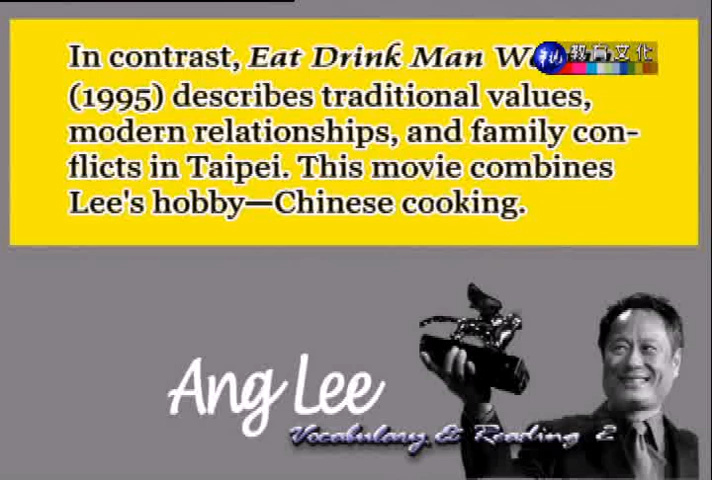 In contrast, Eat Drink Man
(1995) describes traditional values,
modern relationships, and family con-
flicts in Taipei. This movie combines
Lee's hobby—Chinese cooking.
教育文化
Ang Lee
Vocabulary & Reading 2